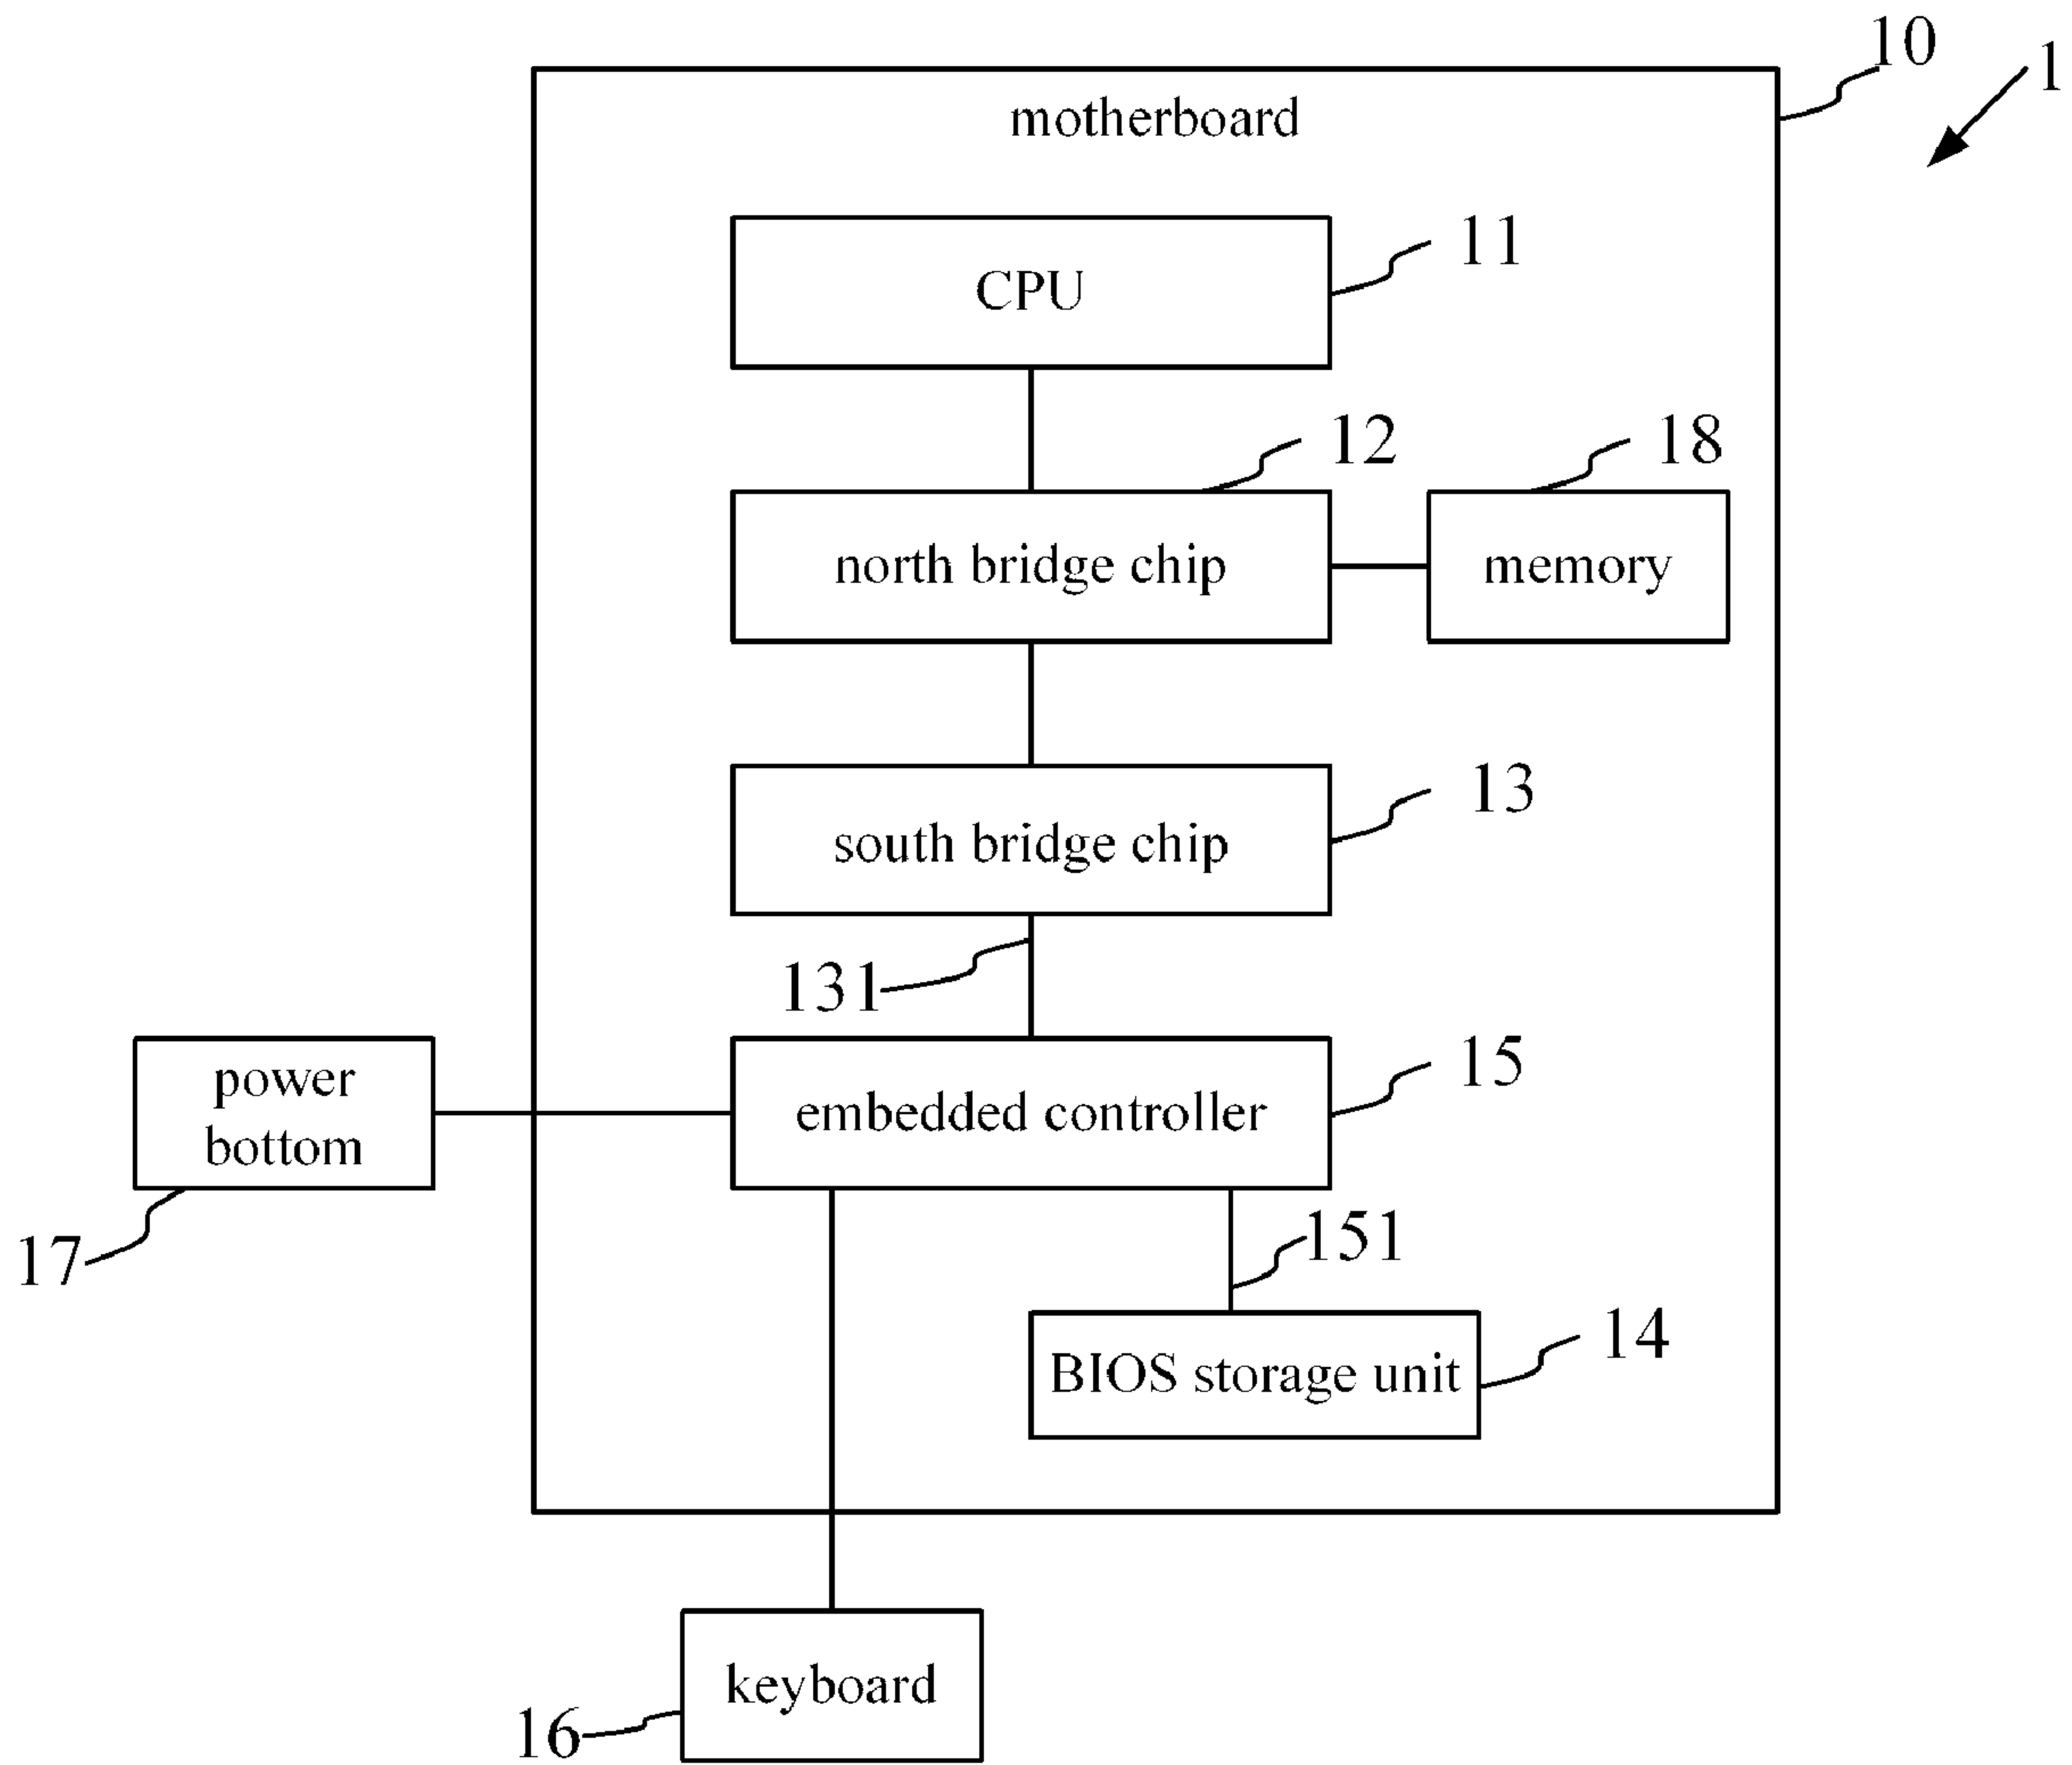 10
1
motherboard
11
CPU
12
18
north bridge chip
memory
13
south bridge chip
131
15
power
bottom
embedded controller
17
151
14
BIOS storage unit
keyboard
16